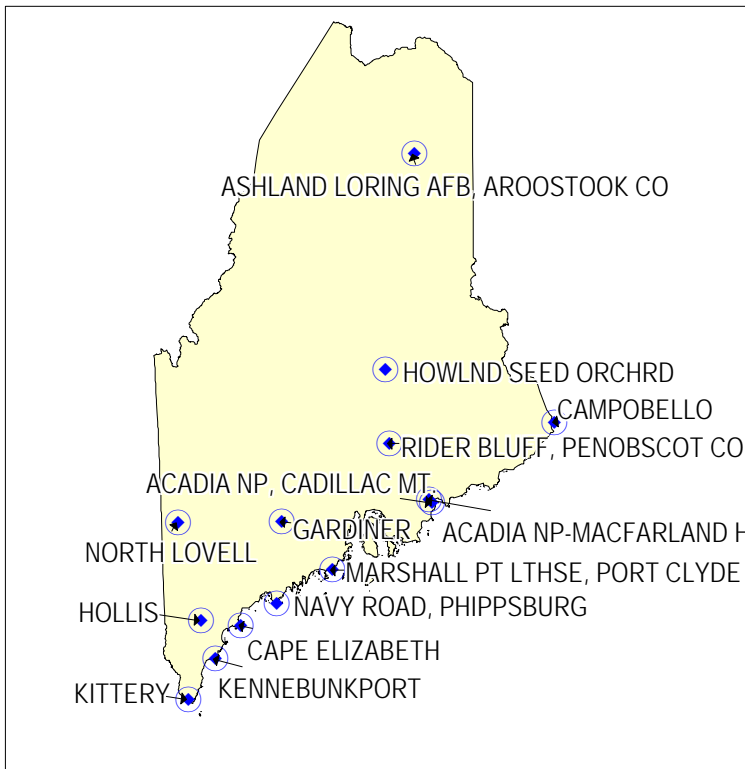 ASHLAND LORING AFB, AROOSTOOK CO
HOWLND SEED ORCHRD
CAMPOBELLO
RIDER BLUFF, PENOBSCOT CO
ACADIA NP, CADILLAC MT
ACADIA NP-MACFARLAND H
GARDINER
NORTH LOVELL
MARSHALL PT LTHSE, PORT CLYDE
NAVY ROAD, PHIPPSBURG
HOLLIS
CAPE ELIZABETH
KENNEBUNKPORT
KITTERY